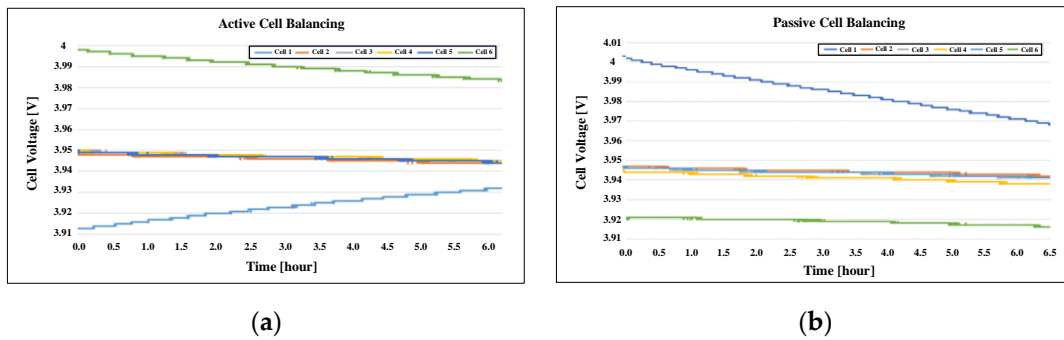 Active Cell Balancing
Cell 1 Cell 2 Cell 3 Cell 4 Cell 5 Cell 6
Cell Voltage [V]
4
3.99
3.98
3.97
3.96
3.95
3.94
3.93
3.92
3.91
0.0 0.5 1.0 1.5 2.0 2.5 3.0 3.5 4.0 4.5 5.0 5.5 6.0
Time [hour]
(a)
Passive Cell Balancing
Cell 1 Cell 2 Cell 3 Cell 4 Cell 5 Cell 6
Cell Voltage [V]
4.01
4
3.99
3.98
3.97
3.96
3.95
3.94
3.93
3.92
3.91
0.0 0.5 1.0 1.5 2.0 2.5 3.0 3.5 4.0 4.5 5.0 5.5 6.0 6.5
Time [hour]
(b)